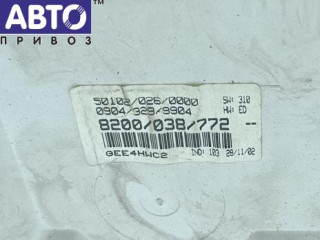 АВТО
ПРИВОЗ
50102/026/0000 SW: 310
0904/329/9904 HW: ED
8200/038/772 --
GEE4HWC2 IND: 103 28/11/02